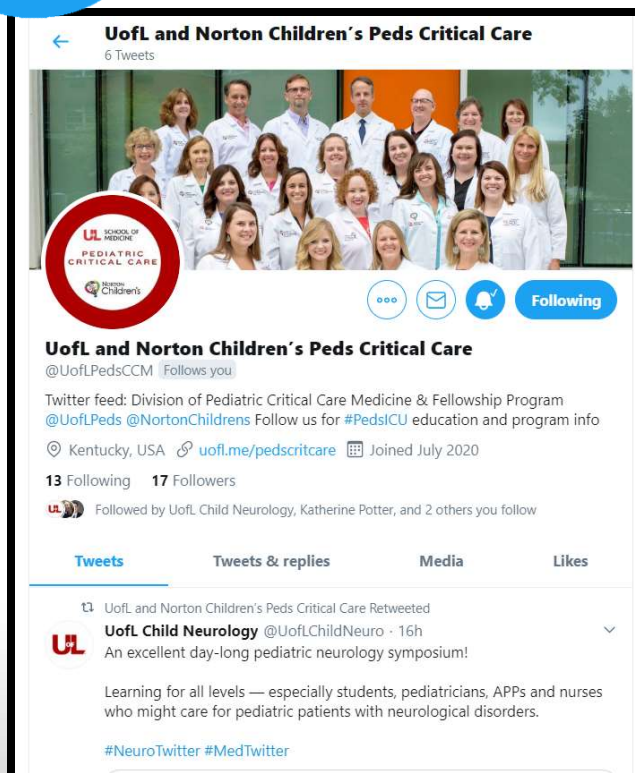 UofL and Norton Children's Peds Critical Care
6 Tweets
UL SCHOOL OF
MEDICINE
PEDIATRIC
CRITICAL CARE
NORTON
Children's
Following
UofL and Norton Children's Peds Critical Care
@UofLPedsCCM Follows you
Twitter feed: Division of Pediatric Critical Care Medicine & Fellowship Program
@UofLPeds @NortonChildrens Follow us for #PedsICU education and program info
Kentucky, USA uofl.me/pedscritcare Joined July 2020
13 Following 17 Followers
Followed by UofL Child Neurology, Katherine Potter, and 2 others you follow
Tweets Tweets & replies Media Likes
UofL and Norton Children's Peds Critical Care Retweeted
UofL Child Neurology @UofLChildNeuro · 16h
An excellent day-long pediatric neurology symposium!
Learning for all levels — especially students, pediatricians, APPs and nurses
who might care for pediatric patients with neurological disorders.
#NeuroTwitter #MedTwitter